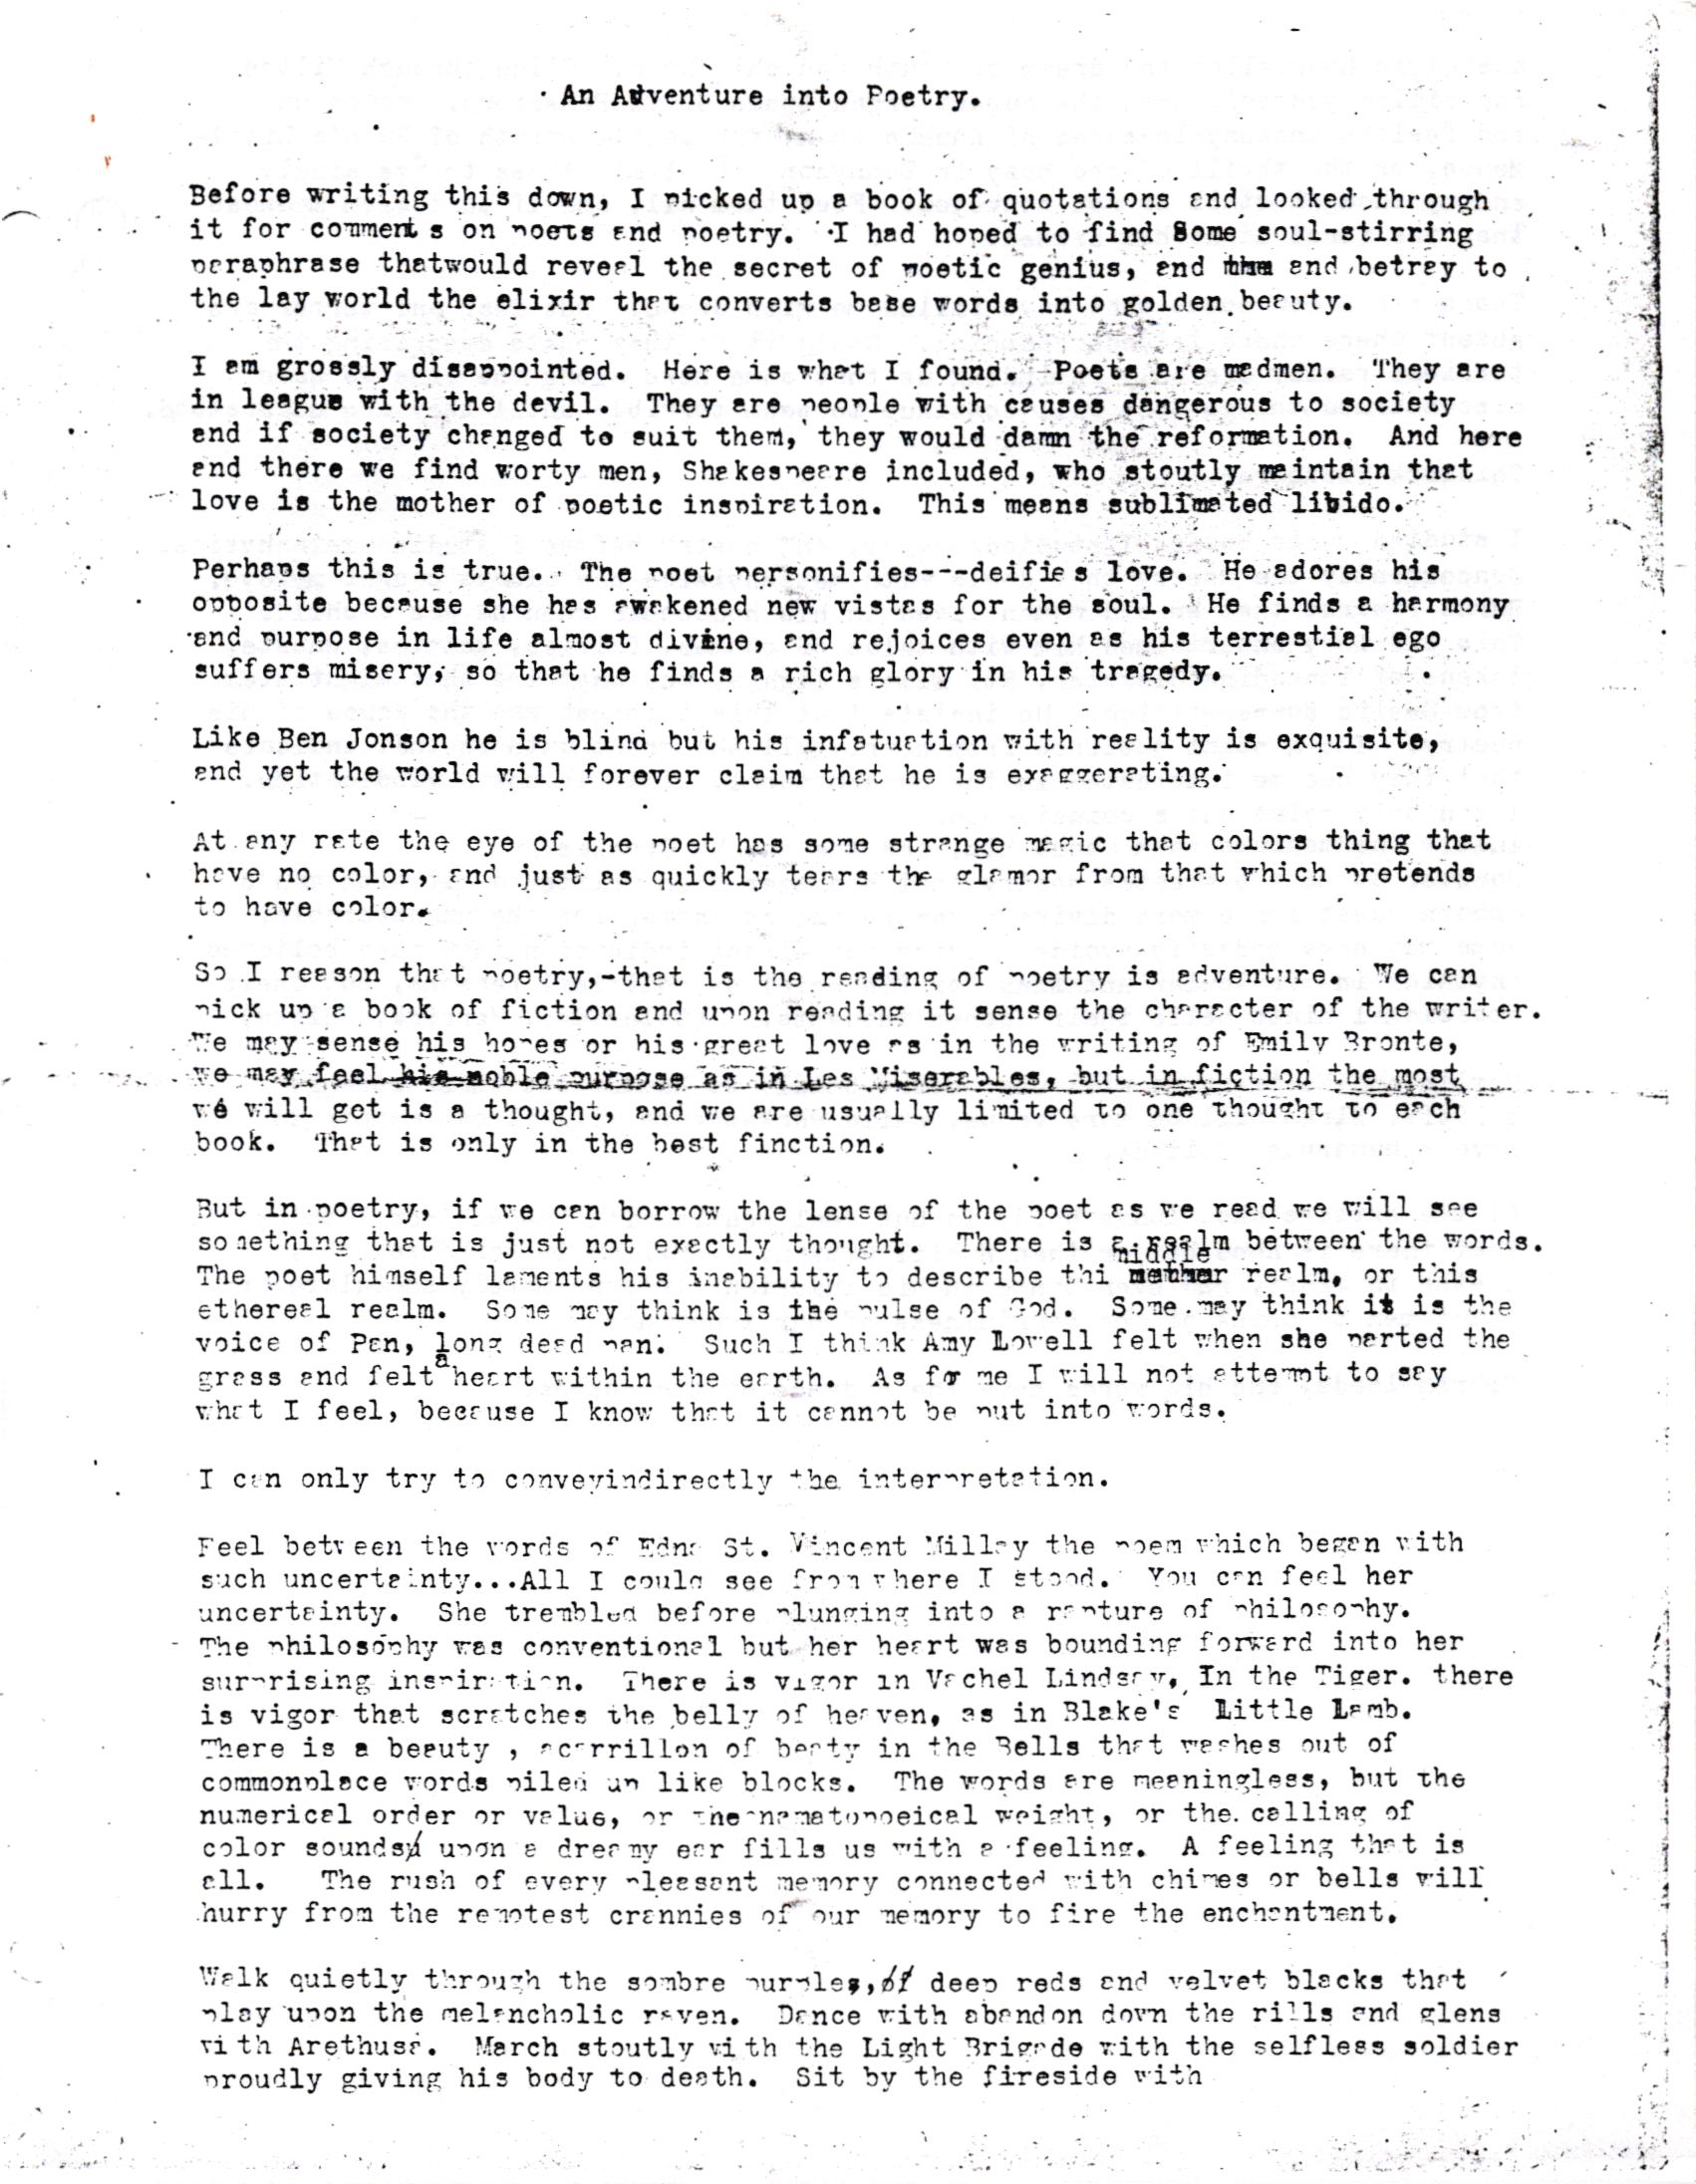 An Adventure into Poetry.
Before writing this down, I picked up a book of quotations and looked through
it for comment s on poets and poetry. I had hoped to find Some soul-stirring
paraphrase thatwould reveal the secret of poetic genius, and and betray to
the lay world the elixir that converts base words into golden beauty.
I am grossly disappointed. Here is what I found. Poets are madmen. They are
in league with the devil. They are people with causes dangerous to society
and if society changed to suit them, they would damn the reformation. And here
and there we find worty men, Shakespeare included, who stoutly maintain that
love is the mother of poetic inspiration. This means sublimated libido.
Perhaps this is true. The poet personifies---deifie s love. He adores his
opposite because she has awakened new vistas for the soul. He finds a harmony
and purpose in life almost divine, and rejoices even as his terrestial ego
suffers misery, so that he finds a rich glory in his tragedy.
Like Ben Jonson he is blind but his infatuation with reality is exquisite,
and yet the world will forever claim that he is exaggerating.
At any rate the eye of the poet has some strange magic that colors thing that
have no color, and just as quickly tears the glamor from that which pretends
to have color.
So I reason that poetry,-that is the reading of poetry is adventure. We can
pick up a book of fiction and upon reading it sense the character of the writer.
We may sense his hopes or his great love as in the writing of Emily Bronte,
we may feel his noble purpose as in Les Miserables, but in fiction the most
we will get is a thought, and we are usually limited to one thought to each
book. That is only in the best finction.
But in poetry, if we can borrow the lense of the poet as we read we will see
something that is just not exactly thought. There is a realm between the words.
The poet himself laments his inability to describe thi middle realm, or this
ethereal realm. Some may think is the pulse of God. Some may think it is the
voice of Pan, long dead pan. Such I think Amy Lowell felt when she parted the
grass and felt a heart within the earth. As for me I will not attempt to say
what I feel, because I know that it cannot be put into words.
I can only try to conveyindirectly the interpretation.
Feel between the words of Edna St. Vincent Millay the poem which began with
such uncertainty...All I could see from where I stood. You can feel her
uncertainty. She trembled before plunging into a rapture of philosophy.
The philosophy was conventional but her heart was bounding forward into her
surprising inspiration. There is vigor in Vachel Lindsay, In the Tiger. there
is vigor that scratches the belly of heaven, as in Blake's Little Lamb.
There is a beauty , acarrillon of beaty in the Bells that washes out of
commonplace words piled up like blocks. The words are meaningless, but the
numerical order or value, or the onamatopoeical weight, or the calling of
color sounds upon a dreamy ear fills us with a feeling. A feeling that is
all. The rush of every pleasant memory connected with chimes or bells will
hurry from the remotest crannies of our memory to fire the enchantment.
Walk quietly through the sombre purples, of deep reds and velvet blacks that
play upon the melancholic raven. Dance with abandon down the rills and glens
with Arethusa. March stoutly with the Light Brigade with the selfless soldier
proudly giving his body to death. Sit by the fireside with